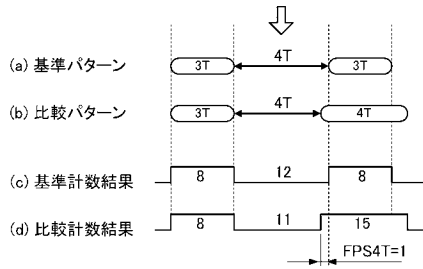 (a) 基準パターン 3T 4T 3T
(b) 比較パターン 3T 4T 4T
(c) 基準計数結果 8 12 8
(d) 比較計数結果 8 11 15
FPS4T=1